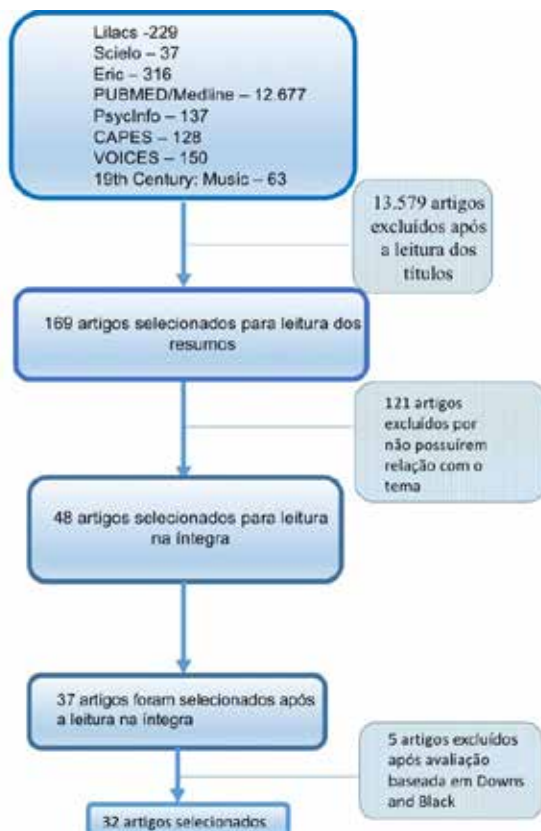 Lilacs -229
Scielo – 37
Eric – 316
PUBMED/Medline – 12.677
PsycInfo – 137
CAPES – 128
VOICES – 150
19th Century: Music – 63
13.579 artigos
excluídos após
a leitura dos
títulos
169 artigos selecionados para leitura dos
resumos
121 artigos
excluídos por
não possuírem
relação com o
tema
48 artigos selecionados para leitura
na íntegra
37 artigos foram selecionados após
a leitura na íntegra
5 artigos excluídos
após avaliação
baseada em Downs
and Black
32 artigos selecionados